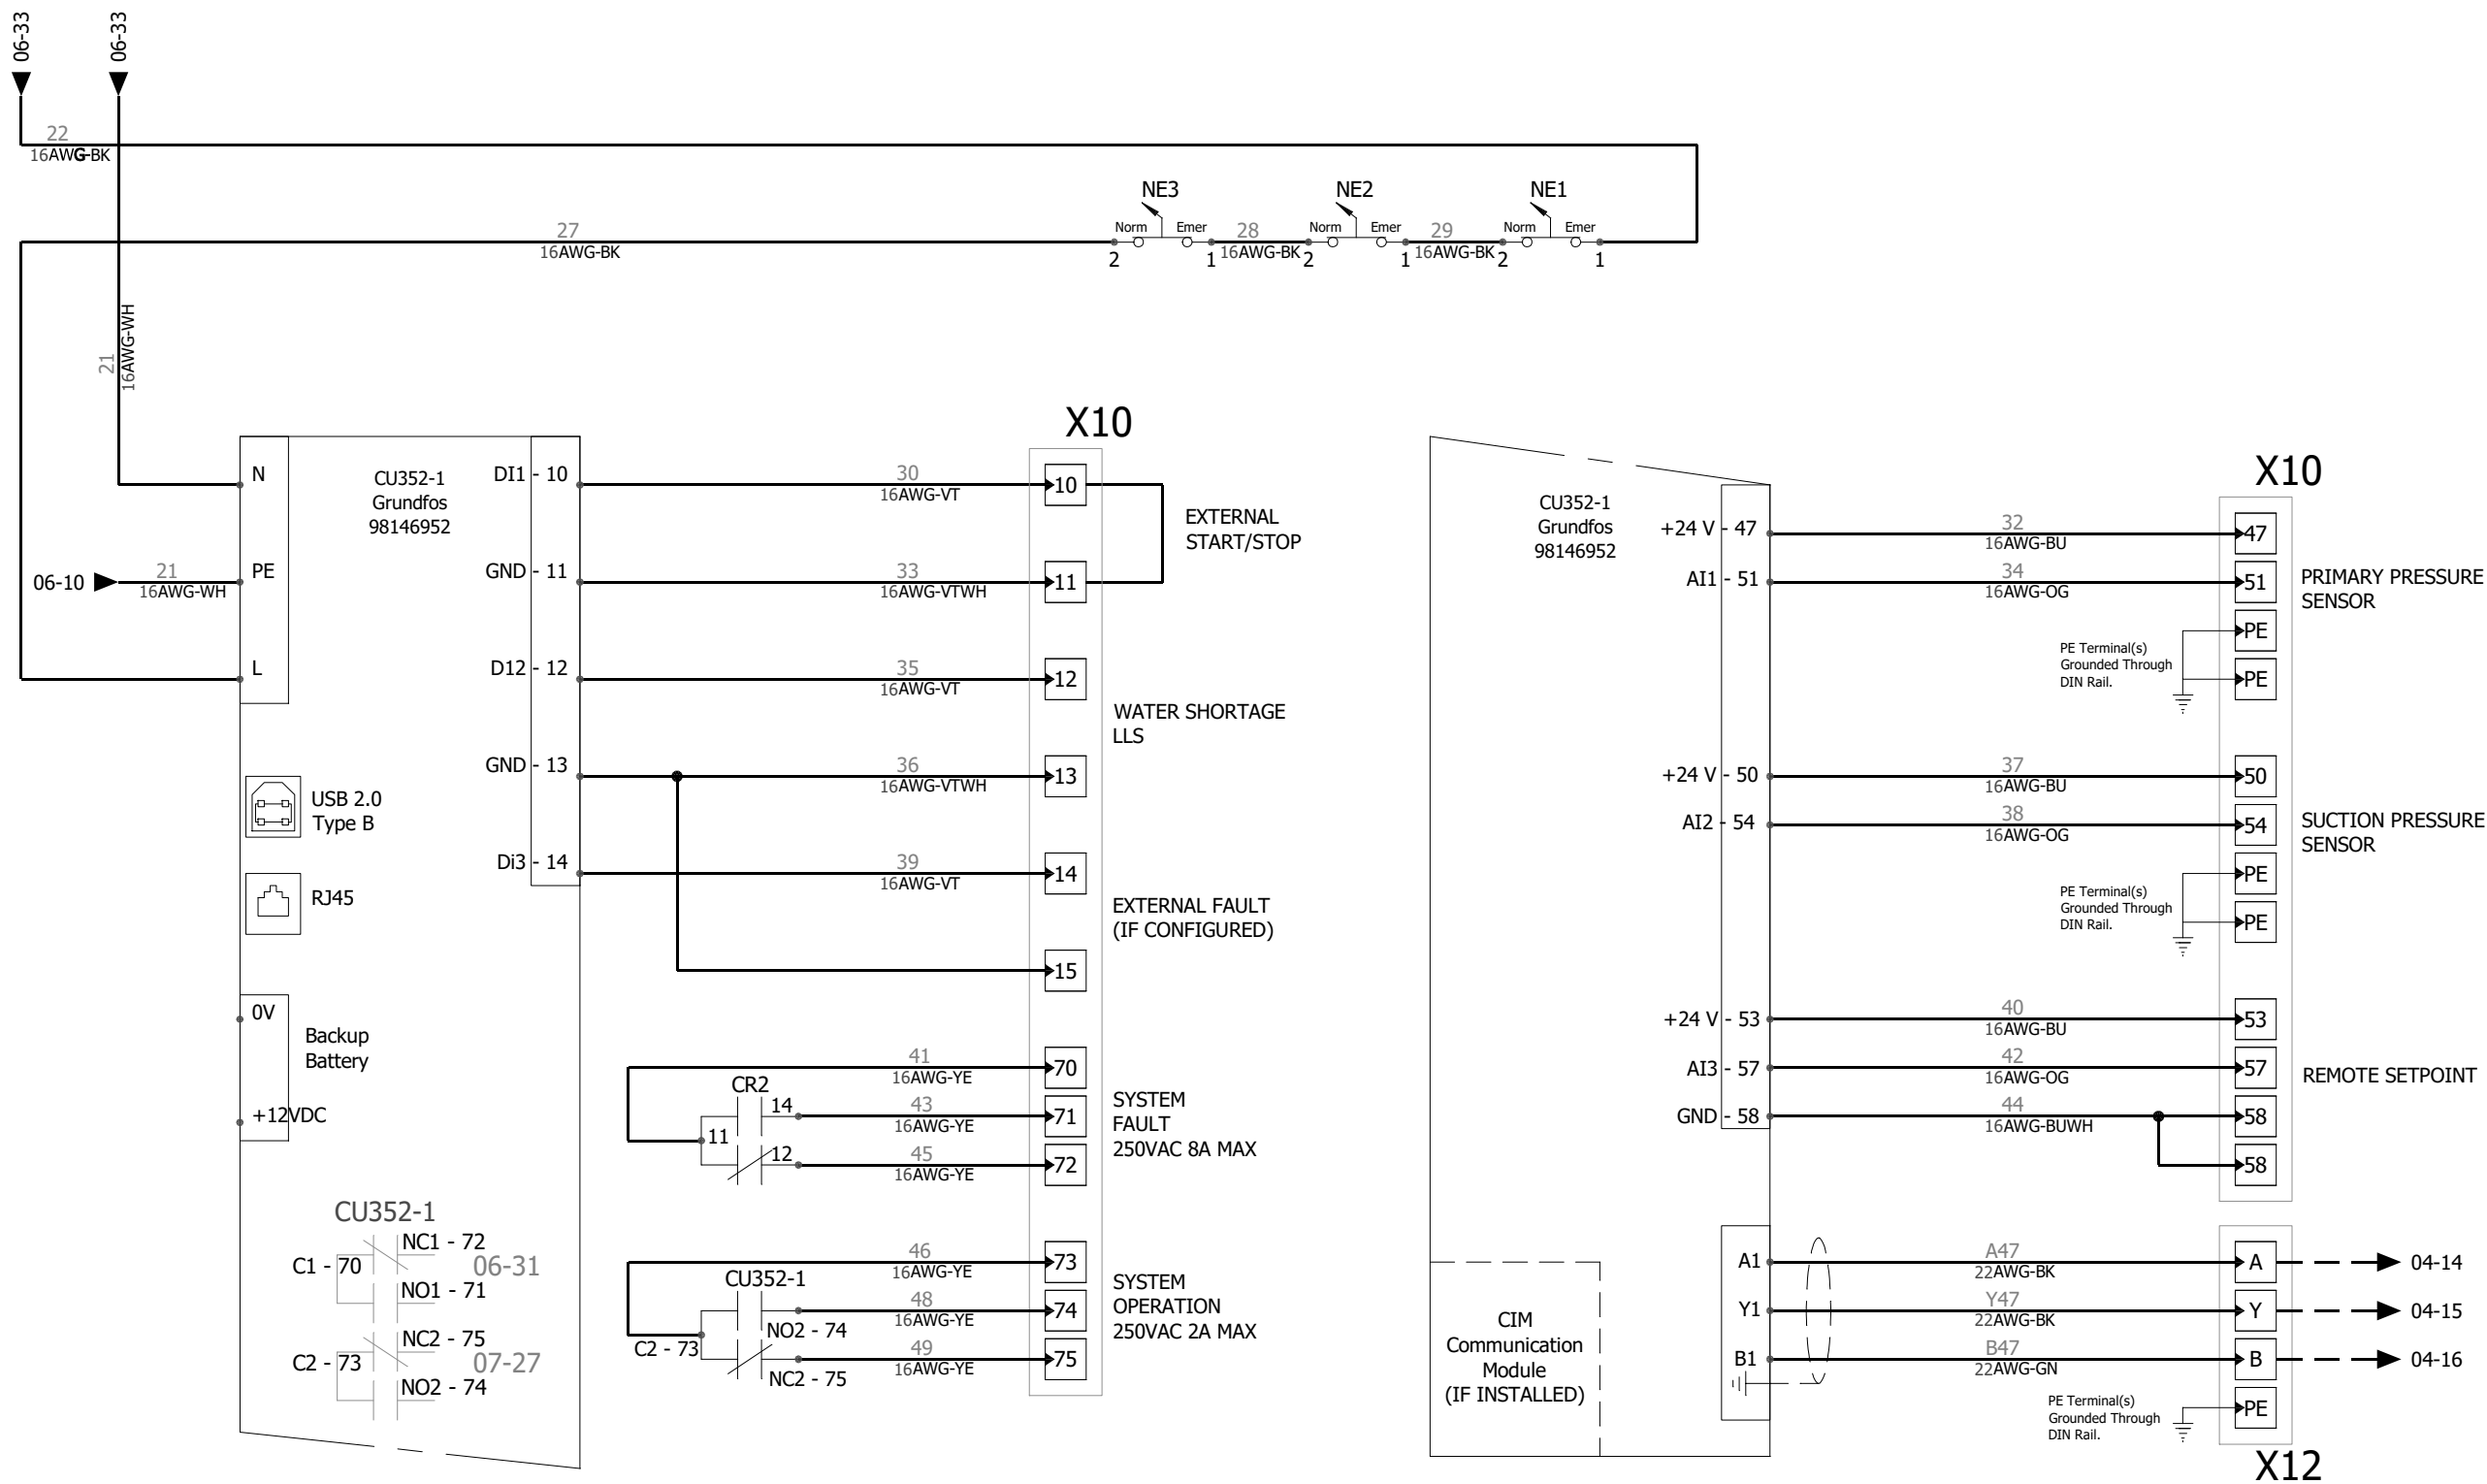 06-33
06-33
22
16AWG-BK
NE3
NE2
NE1
Norm Emer
Norm Emer
Norm Emer
27
16AWG-BK
28
16AWG-BK
29
16AWG-BK
2
1
2
1
2
1
21
16AWG-WH
N
PE
L
06-10
21
16AWG-WH
CU352-1
Grundfos
98146952
DI1 - 10
GND - 11
D12 - 12
GND - 13
Di3 - 14
USB 2.0
Type B
RJ45
0V
Backup
Battery
+12VDC
CU352-1
NC1 - 72
C1 - 70
06-31
NO1 - 71
NC2 - 75
C2 - 73
07-27
NO2 - 74
X10
30
16AWG-VT
10
33
16AWG-VTWH
11
EXTERNAL
START/STOP
35
16AWG-VT
12
36
16AWG-VTWH
13
WATER SHORTAGE
LLS
39
16AWG-VT
14
15
EXTERNAL FAULT
(IF CONFIGURED)
41
16AWG-YE
70
CR2
14
43
16AWG-YE
71
11
12
45
16AWG-YE
72
SYSTEM
FAULT
250VAC 8A MAX
46
16AWG-YE
73
CU352-1
48
16AWG-YE
74
NO2 - 74
C2 - 73
49
16AWG-YE
75
NC2 - 75
SYSTEM
OPERATION
250VAC 2A MAX
CU352-1
Grundfos
98146952
+24 V - 47
AI1 - 51
+24 V - 50
AI2 - 54
+24 V - 53
AI3 - 57
GND - 58
A1
Y1
B1
CIM
Communication
Module
(IF INSTALLED)
X10
32
16AWG-BU
47
34
16AWG-OG
51
PE
PE
PE Terminal(s)
Grounded Through
DIN Rail.
PRIMARY PRESSURE
SENSOR
37
16AWG-BU
50
38
16AWG-OG
54
PE
PE
PE Terminal(s)
Grounded Through
DIN Rail.
SUCTION PRESSURE
SENSOR
40
16AWG-BU
53
42
16AWG-OG
57
44
16AWG-BUWH
58
58
REMOTE SETPOINT
A47
22AWG-BK
A
04-14
Y47
22AWG-BK
Y
04-15
B47
22AWG-GN
B
04-16
PE
PE Terminal(s)
Grounded Through
DIN Rail.
X12